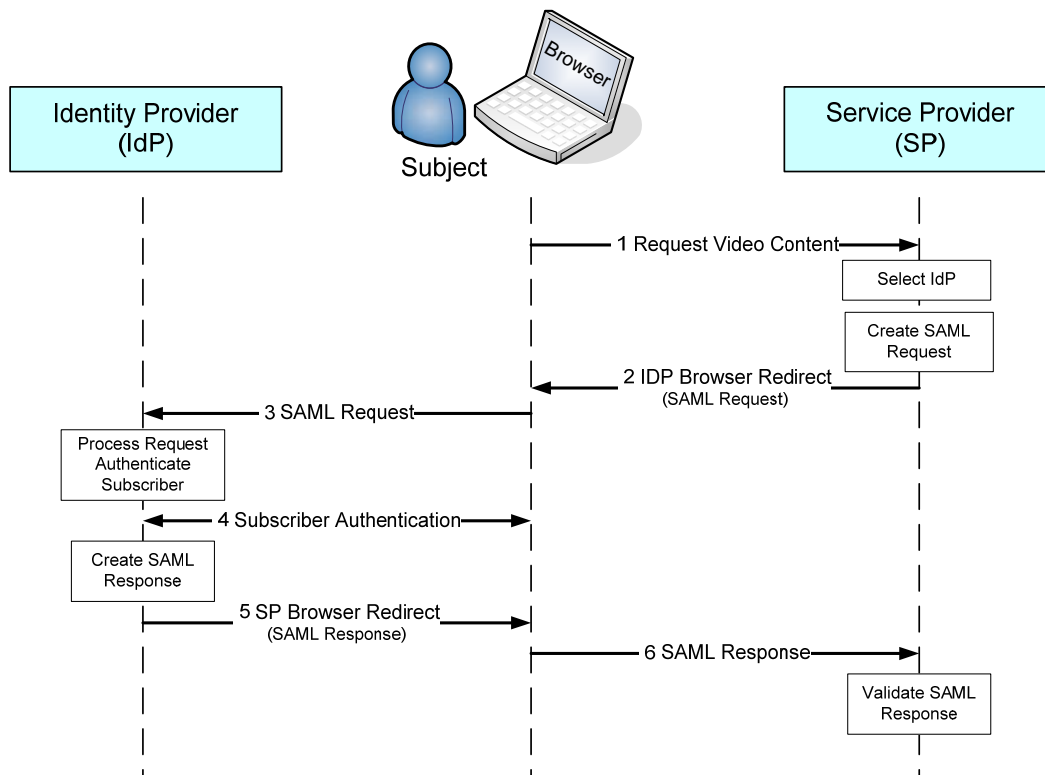 Browser
Identity Provider
(IdP)
Subject
Service Provider
(SP)
1 Request Video Content
Select IdP
Create SAML
Request
2 IDP Browser Redirect
(SAML Request)
3 SAML Request
Process Request
Authenticate
Subscriber
4 Subscriber Authentication
Create SAML
Response
5 SP Browser Redirect
(SAML Response)
6 SAML Response
Validate SAML
Response